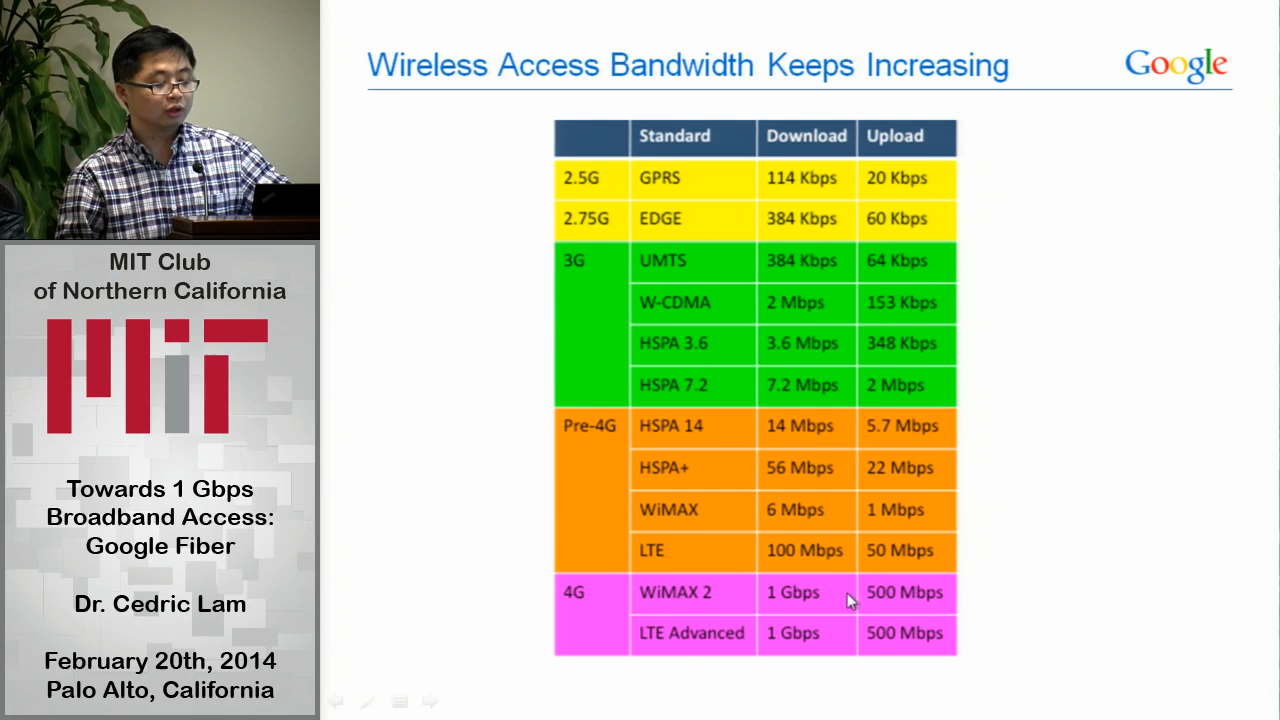 Wireless Access Bandwidth Keeps Increasing
Google
Standard Download Upload
2.5G GPRS 114 Kbps 20 Kbps
2.75G EDGE 384 Kbps 60 Kbps
3G UMTS 384 Kbps 64 Kbps
W-CDMA 2 Mbps 153 Kbps
HSPA 3.6 3.6 Mbps 348 Kbps
HSPA 7.2 7.2 Mbps 2 Mbps
Pre-4G HSPA 14 14 Mbps 5.7 Mbps
HSPA+ 56 Mbps 22 Mbps
WiMAX 6 Mbps 1 Mbps
LTE 100 Mbps 50 Mbps
4G WiMAX 2 1 Gbps 500 Mbps
LTE Advanced 1 Gbps 500 Mbps
MIT Club
of Northern California
MIT
Towards 1 Gbps
Broadband Access:
Google Fiber
Dr. Cedric Lam
February 20th, 2014
Palo Alto, California